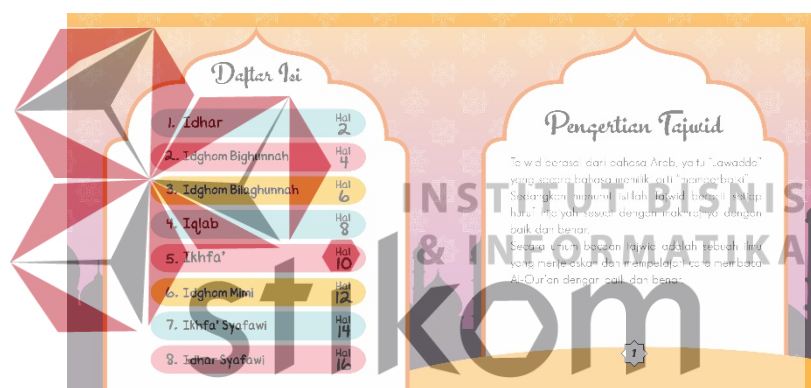 Daftar Isi
1. Idhar Hal 2
2. Idghom Bighunnah Hal 4
3. Idghom Bilaghunnah Hal 6
4. Iqlab Hal 8
5. Ikhfa' Hal 10
6. Idghom Mimi Hal 12
7. Ikhfa' Syafawi Hal 14
8. Idhar Syafawi Hal 16
Pengertian Tajwid
Tajwid berasal dari bahasa Arab, yaitu "Jawadda"
yang secara bahasa memiliki arti "memperbaiki".
Sedangkan menurut istilah tajwid berarti setiap
huruf hijaiyah sesuai dengan makhrajnya dengan
baik dan benar.
Secara umum bacaan tajwid adalah sebuah ilmu
yang menjelaskan dan mempelajari cara membaca
Al-Qur'an dengan baik dan benar.
1
INSTITUT BISNIS
& INFORMATIKA
stikom